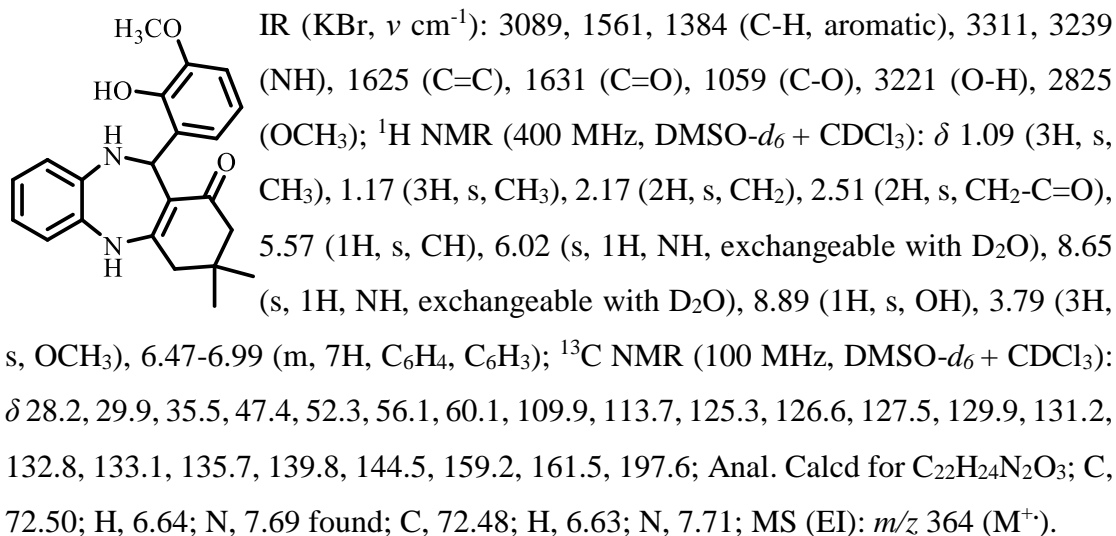 H₃CO
HO
H
N
O
N
H
IR (KBr, ν cm⁻¹): 3089, 1561, 1384 (C-H, aromatic), 3311, 3239
(NH), 1625 (C=C), 1631 (C=O), 1059 (C-O), 3221 (O-H), 2825
(OCH₃); ¹H NMR (400 MHz, DMSO-d₆ + CDCl₃): δ 1.09 (3H, s,
CH₃), 1.17 (3H, s, CH₃), 2.17 (2H, s, CH₂), 2.51 (2H, s, CH₂-C=O),
5.57 (1H, s, CH), 6.02 (s, 1H, NH, exchangeable with D₂O), 8.65
(s, 1H, NH, exchangeable with D₂O), 8.89 (1H, s, OH), 3.79 (3H,
s, OCH₃), 6.47-6.99 (m, 7H, C₆H₄, C₆H₃); ¹³C NMR (100 MHz, DMSO-d₆ + CDCl₃):
δ 28.2, 29.9, 35.5, 47.4, 52.3, 56.1, 60.1, 109.9, 113.7, 125.3, 126.6, 127.5, 129.9, 131.2,
132.8, 133.1, 135.7, 139.8, 144.5, 159.2, 161.5, 197.6; Anal. Calcd for C₂₂H₂₄N₂O₃; C,
72.50; H, 6.64; N, 7.69 found; C, 72.48; H, 6.63; N, 7.71; MS (EI): m/z 364 (M⁺·).